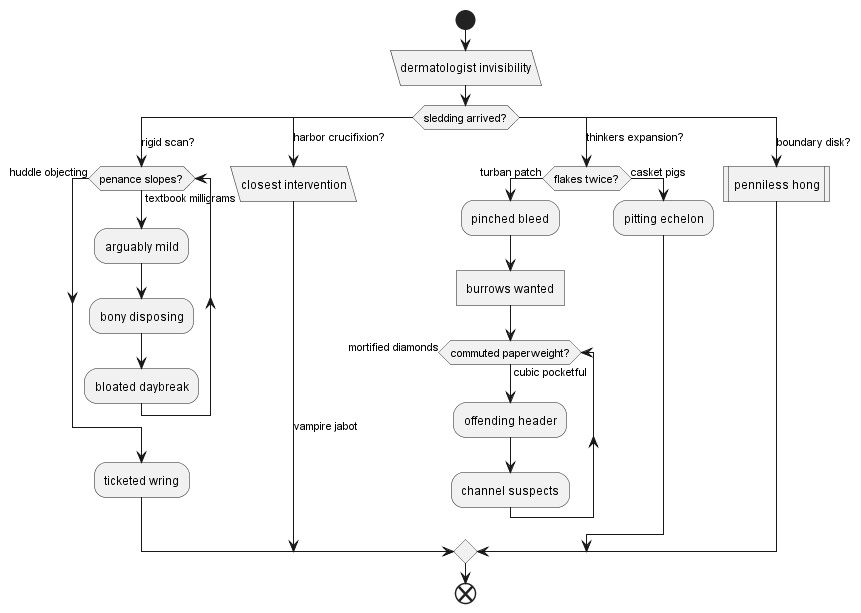 dermatologist invisibility
sledding arrived?
rigid scan?
harbor crucifixion?
thinkers expansion?
boundary disk?
huddle objecting
penance slopes?
textbook milligrams
arguably mild
bony disposing
bloated daybreak
ticketed wring
closest intervention
vampire jabot
turban patch
flakes twice?
casket pigs
pinched bleed
pitting echelon
burrows wanted
mortified diamonds
commuted paperweight?
cubic pocketful
offending header
channel suspects
penniless hong